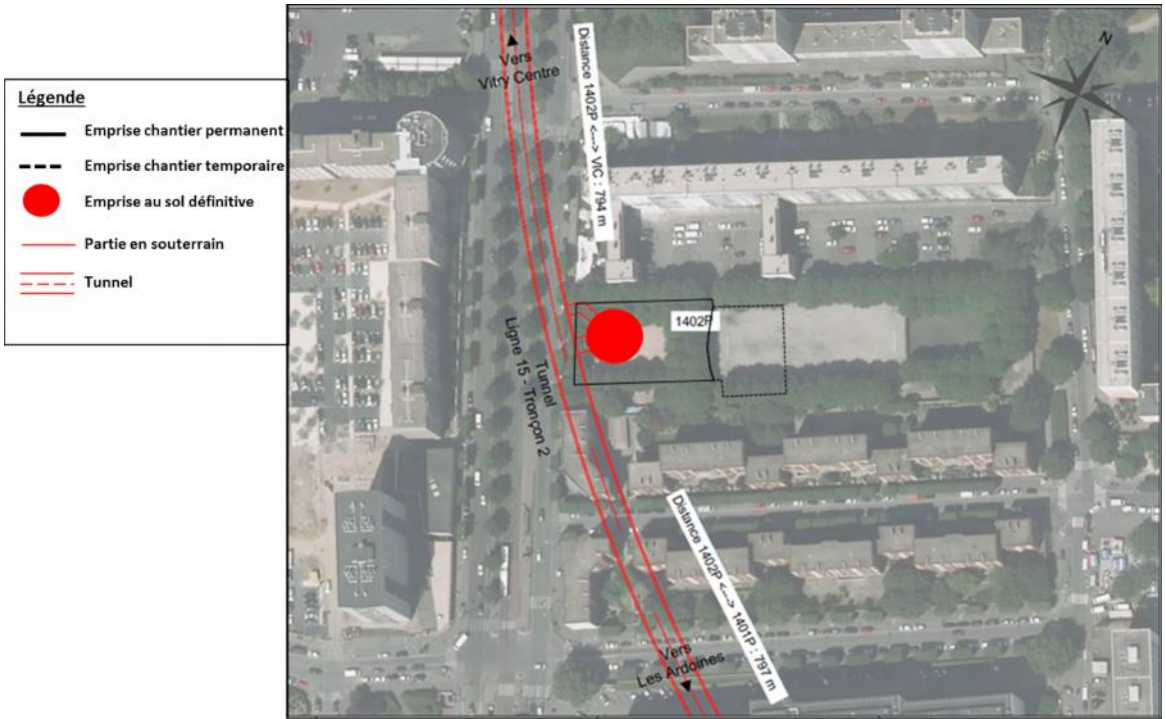 Légende
Emprise chantier permanent
Emprise chantier temporaire
Emprise au sol définitive
Partie en souterrain
Tunnel
Vers
Vitry Centre
Distance 1402P <---> VIC : 794 m
N
1402P
Tunnel
Ligne 15 - Tronçon 2
Distance 1402P <---> 1401P : 797 m
Vers
Les Ardoines